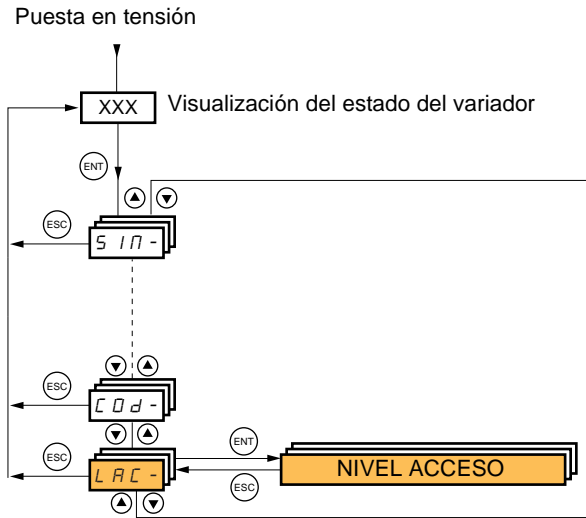 Puesta en tensión
XXX
Visualización del estado del variador
ENT
ESC
SIM-
ESC
COd-
ESC
LAC-
ENT
NIVEL ACCESO
ESC